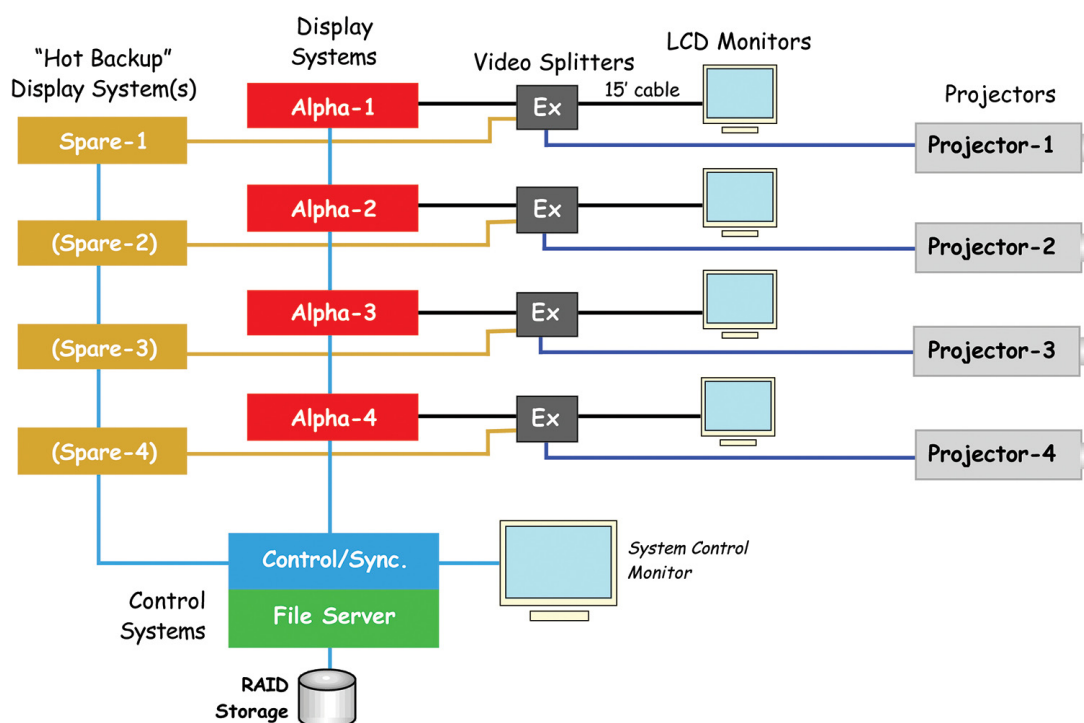 “Hot Backup”
Display System(s)
Display
Systems
Video Splitters
LCD Monitors
Projectors
15’ cable
Alpha-1
Ex
Spare-1
Projector-1
Alpha-2
Ex
(Spare-2)
Projector-2
Alpha-3
Ex
(Spare-3)
Projector-3
Alpha-4
Ex
(Spare-4)
Projector-4
Control/Sync.
System Control
Monitor
Control
Systems
File Server
RAID
Storage